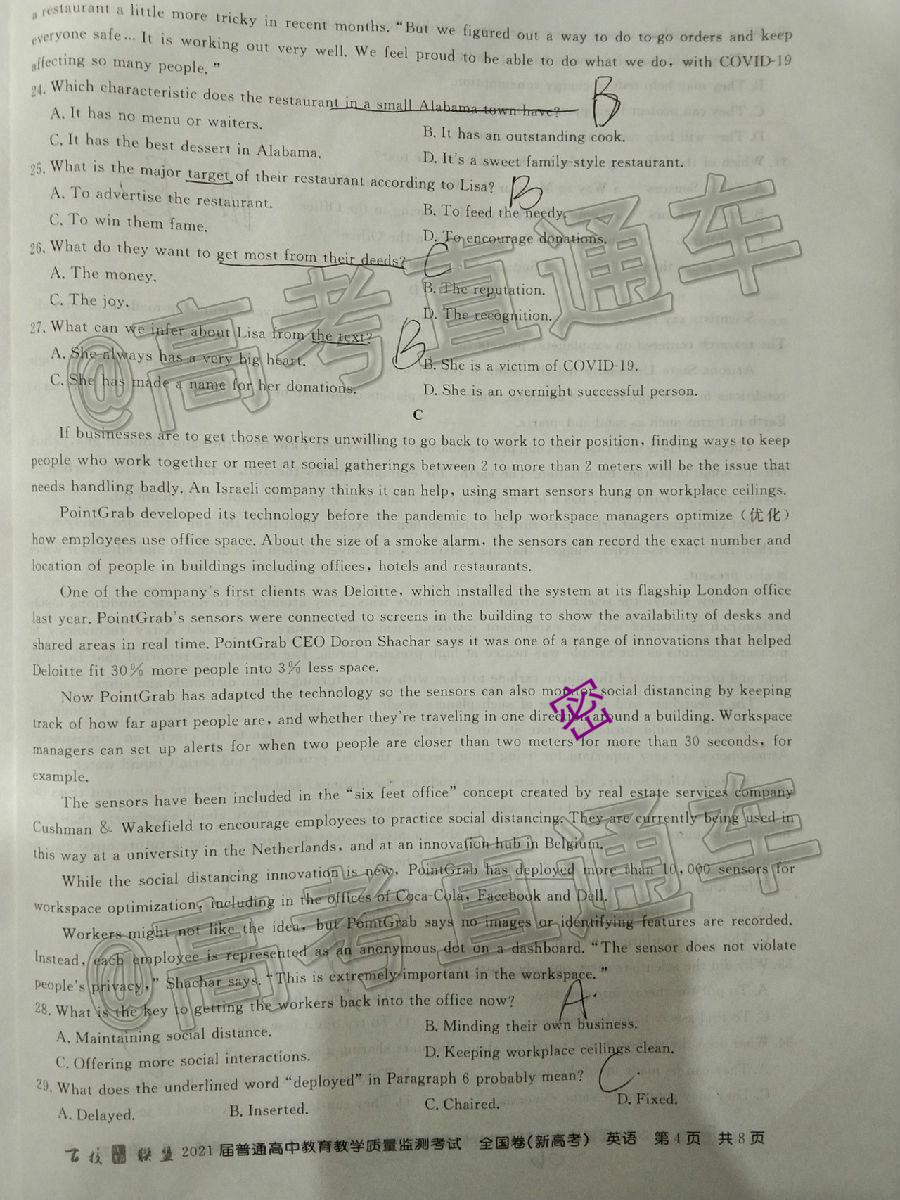 a restaurant a little more tricky in recent months. “But we figured out a way to do to go orders and keep
everyone safe… It is working out very well. We feel proud to be able to do what we do, with COVID-19
affecting so many people.”
24. Which characteristic does the restaurant in a small Alabama town have? B
A. It has no menu or waiters.
B. It has an outstanding cook.
C. It has the best dessert in Alabama.
D. It's a sweet family-style restaurant.
25. What is the major target of their restaurant according to Lisa? B
A. To advertise the restaurant.
B. To feed the needy.
C. To win them fame.
D. To encourage donations.
26. What do they want to get most from their deeds? C
A. The money.
B. The reputation.
C. The joy.
D. The recognition.
27. What can we infer about Lisa from the text? B
A. She always has a very big heart.
B. She is a victim of COVID-19.
C. She has made a name for her donations.
D. She is an overnight successful person.
@高考直通车
C
If businesses are to get those workers unwilling to go back to work to their position, finding ways to keep
people who work together or meet at social gatherings between 2 to more than 2 meters will be the issue that
needs handling badly. An Israeli company thinks it can help, using smart sensors hung on workplace ceilings.
PointGrab developed its technology before the pandemic to help workspace managers optimize (优化)
how employees use office space. About the size of a smoke alarm, the sensors can record the exact number and
location of people in buildings including offices, hotels and restaurants.
One of the company's first clients was Deloitte, which installed the system at its flagship London office
last year. PointGrab's sensors were connected to screens in the building to show the availability of desks and
shared areas in real time. PointGrab CEO Doron Shachar says it was one of a range of innovations that helped
Deloitte fit 30% more people into 3% less space.
Now PointGrab has adapted the technology so the sensors can also monitor social distancing by keeping
track of how far apart people are, and whether they're traveling in one direction around a building. Workspace
managers can set up alerts for when two people are closer than two meters for more than 30 seconds, for
example.
密
The sensors have been included in the “six feet office” concept created by real estate services company
Cushman & Wakefield to encourage employees to practice social distancing. They are currently being used in
this way at a university in the Netherlands, and at an innovation hub in Belgium.
While the social distancing innovation is new, PointGrab has deployed more than 10,000 sensors for
workspace optimization, including in the offices of Coca-Cola, Facebook and Dell.
Workers might not like the idea, but PointGrab says no images or identifying features are recorded.
Instead, each employee is represented as an anonymous dot on a dashboard. “The sensor does not violate
people's privacy,” Shachar says. “This is extremely important in the workspace.”
@高考直通车
28. What is the key to getting the workers back into the office now? A.
A. Maintaining social distance.
B. Minding their own business.
C. Offering more social interactions.
D. Keeping workplace ceilings clean.
29. What does the underlined word “deployed” in Paragraph 6 probably mean? C.
A. Delayed.
B. Inserted.
C. Chaired.
D. Fixed.
百校联盟 2021届普通高中教育教学质量监测考试 全国卷(新高考) 英语 第4页 共8页